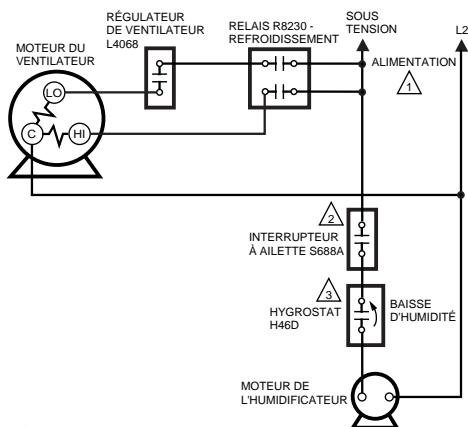 RÉGULATEUR
DE VENTILATEUR
L4068
RELAIS R8230 -
REFROIDISSEMENT
SOUS
TENSION
L2
MOTEUR DU
VENTILATEUR
ALIMENTATION
1
LO
C
HI
2
INTERRUPTEUR
À AILETTE S688A
3
HYGROSTAT
H46D
BAISSE
D'HUMIDITÉ
MOTEUR DE
L'HUMIDIFICATEUR